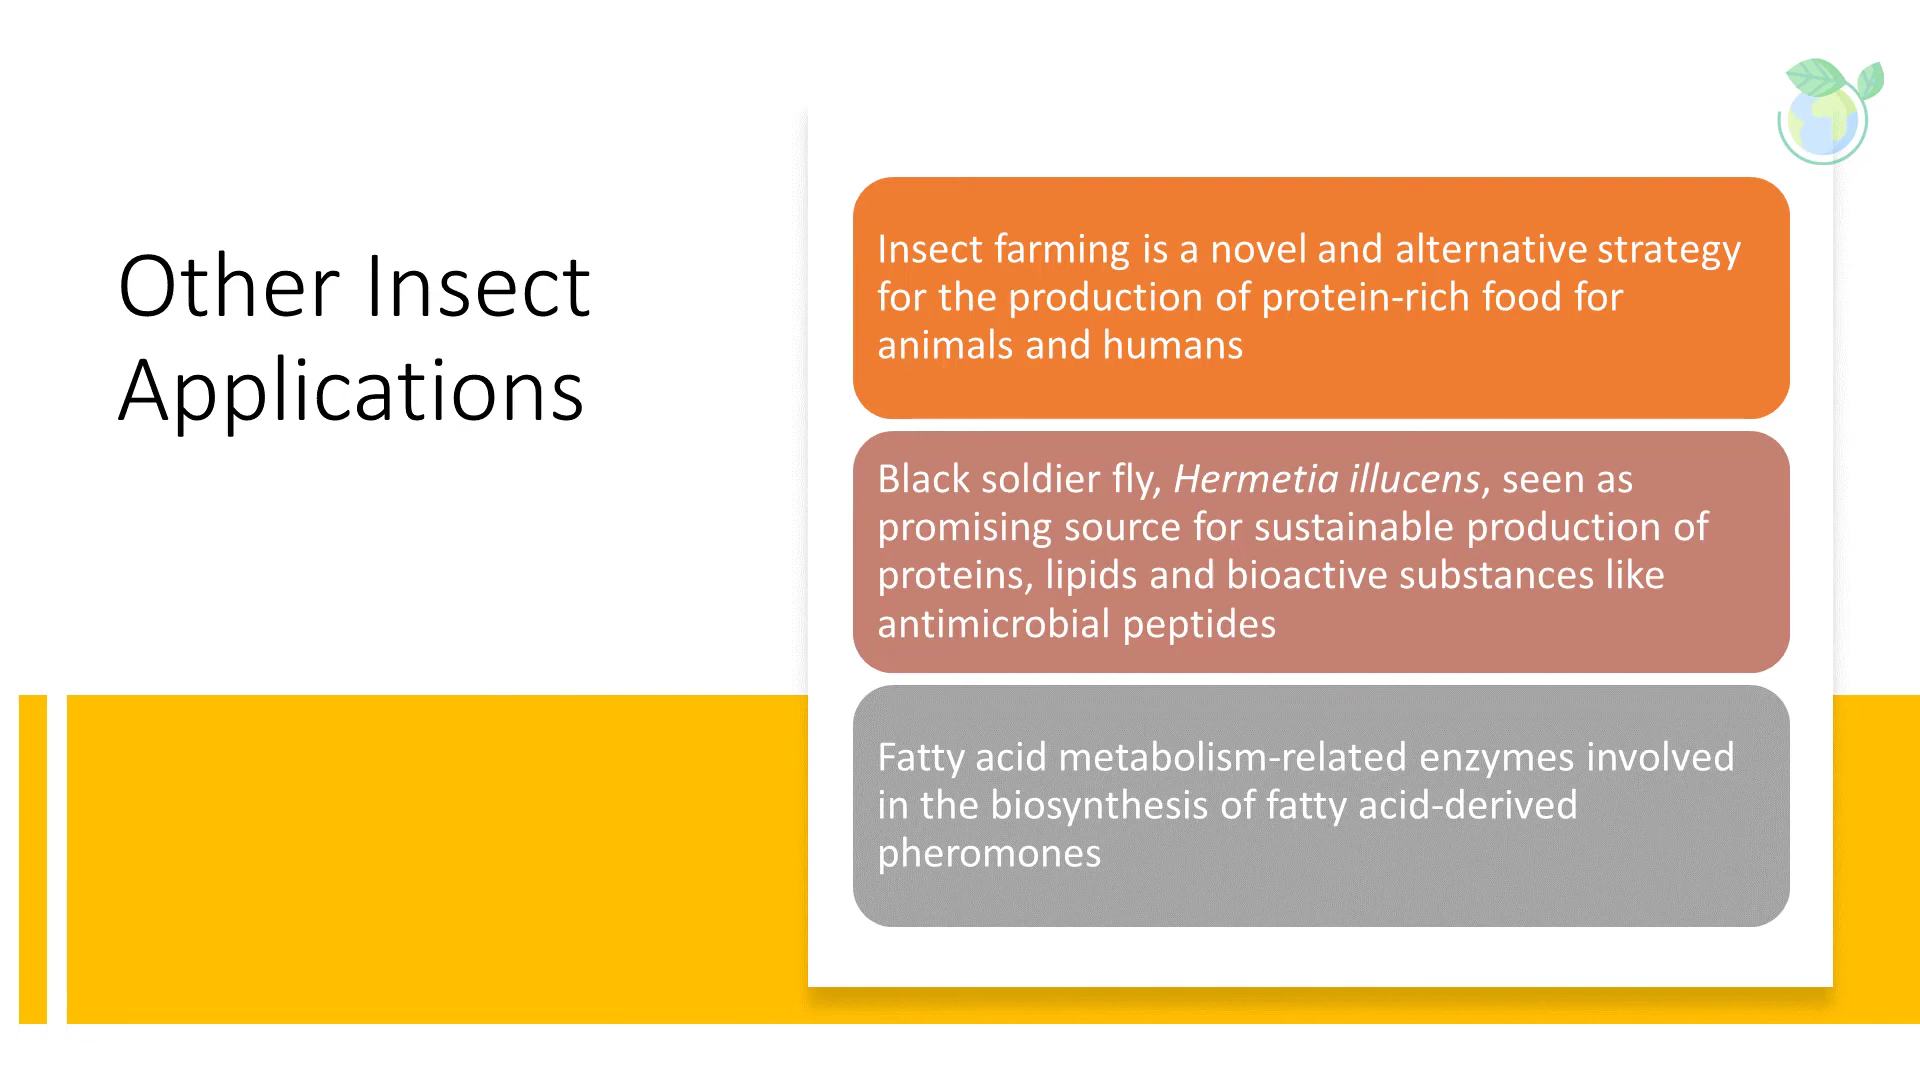 Other Insect
Applications
Insect farming is a novel and alternative strategy
for the production of protein-rich food for
animals and humans
Black soldier fly, Hermetia illucens, seen as
promising source for sustainable production of
proteins, lipids and bioactive substances like
antimicrobial peptides
Fatty acid metabolism-related enzymes involved
in the biosynthesis of fatty acid-derived
pheromones